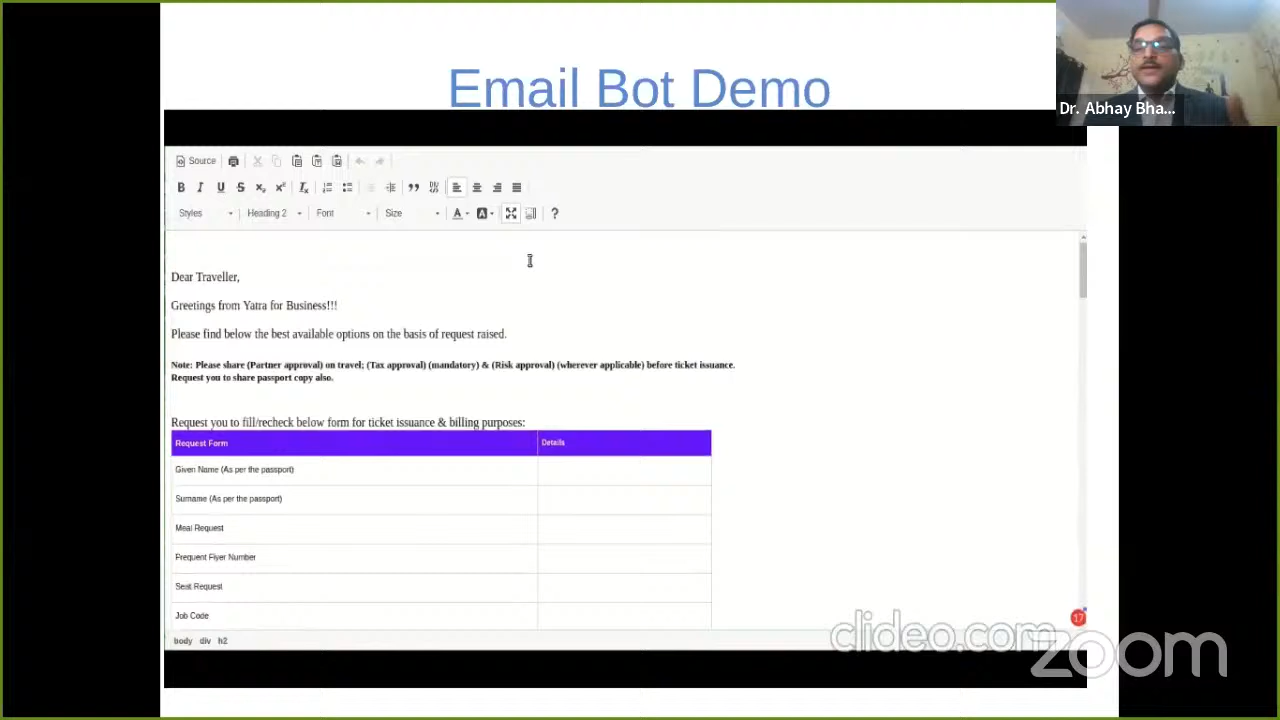 Email Bot Demo
Dr. Abhay Bha...
Source
B I U S x₂ x² Ix
Styles Heading 2 Font Size A A ?
Dear Traveller,
Greetings from Yatra for Business!!!
Please find below the best available options on the basis of request raised.
Note: Please share (Partner approval) on travel; (Tax approval) (mandatory) & (Risk approval) (wherever applicable) before ticket issuance.
Request you to share passport copy also.
Request you to fill/recheck below form for ticket issuance & billing purposes:
Request Form Details
Given Name (As per the passport)
Surname (As per the passport)
Meal Request
Frequent Flyer Number
Seat Request
Job Code
17
body div h2
clideo.com
zoom